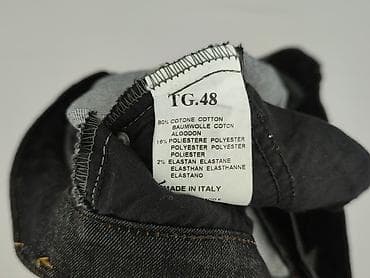 TG.48
80% COTONE COTTON
BAUMWOLLE COTON
ALGODON
16% POLIESTERE POLYESTER
POLYESTER POLYESTER
POLIESTER
2% ELASTAN ELASTANE
ELASTHAN ELASTHANNE
ELASTANO
MADE IN ITALY